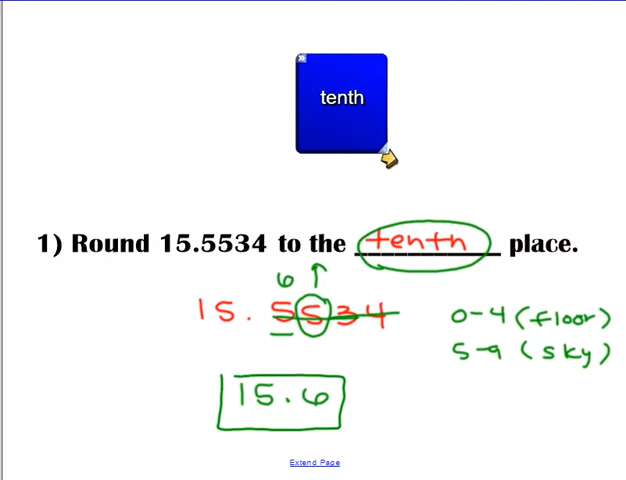 tenth
1) Round 15.5534 to the tenth place.
6
15.5534
0-4 (floor)
5-9 (sky)
15.6
Extend Page